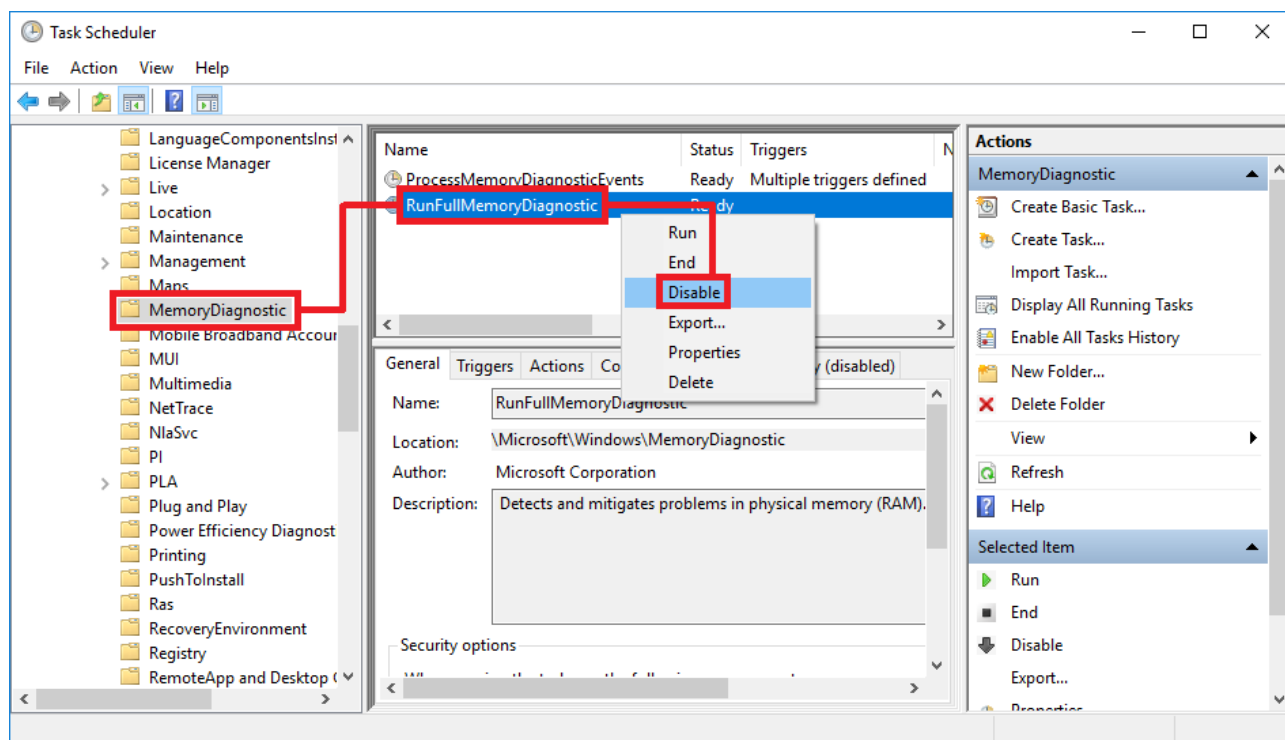 Task Scheduler
File Action View Help
LanguageComponentsInst
License Manager
Live
Location
Maintenance
Management
Maps
MemoryDiagnostic
Mobile Broadband Accour
MUI
Multimedia
NetTrace
NlaSvc
PI
PLA
Plug and Play
Power Efficiency Diagnost
Printing
PushToInstall
Ras
RecoveryEnvironment
Registry
RemoteApp and Desktop
Name Status Triggers N
ProcessMemoryDiagnosticEvents Ready Multiple triggers defined
RunFullMemoryDiagnostic Ready
Run
End
Disable
Export...
Properties
Delete
General Triggers Actions Co y (disabled)
Name: RunFullMemoryDiagnostic
Location: \Microsoft\Windows\MemoryDiagnostic
Author: Microsoft Corporation
Description: Detects and mitigates problems in physical memory (RAM).
Security options
Actions
MemoryDiagnostic
Create Basic Task...
Create Task...
Import Task...
Display All Running Tasks
Enable All Tasks History
New Folder...
Delete Folder
View
Refresh
Help
Selected Item
Run
End
Disable
Export...
Properties